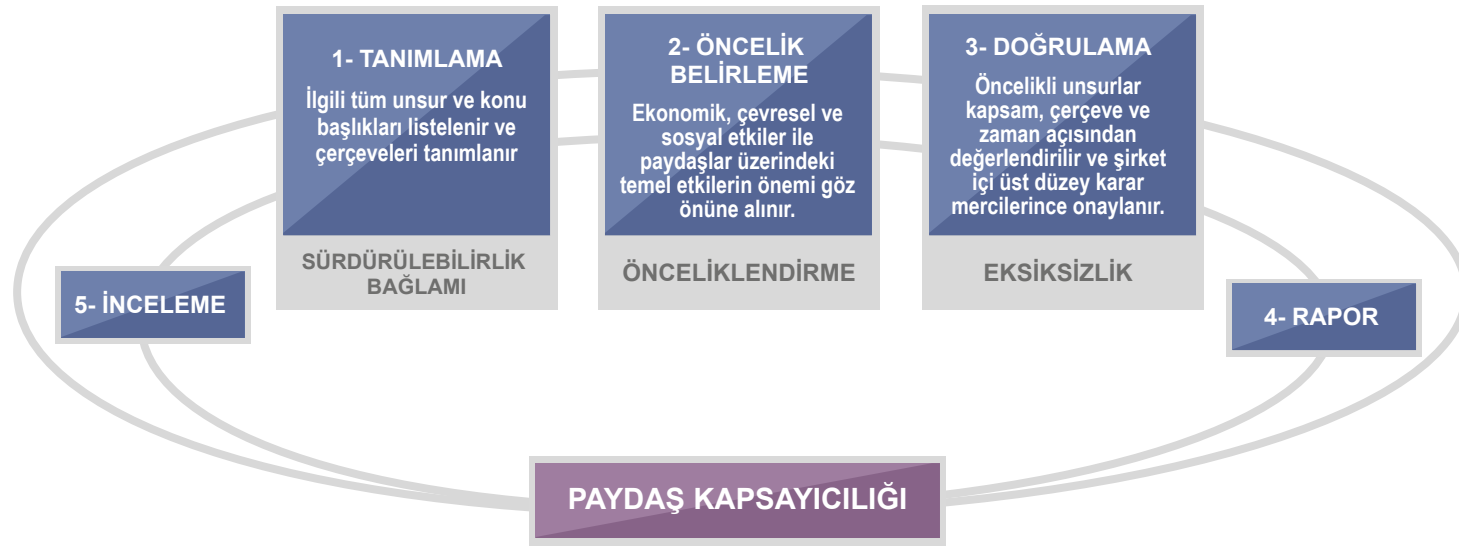 1- TANIMLAMA
İlgili tüm unsur ve konu
başlıkları listelenir ve
çerçeveleri tanımlanır
SÜRDÜRÜLEBİLİRLİK
BAĞLAMI
2- ÖNCELİK
BELİRLEME
Ekonomik, çevresel ve
sosyal etkiler ile
paydaşlar üzerindeki
temel etkilerin önemi göz
önüne alınır.
ÖNCELİKLENDİRME
3- DOĞRULAMA
Öncelikli unsurlar
kapsam, çerçeve ve
zaman açısından
değerlendirilir ve şirket
içi üst düzey karar
mercilerince onaylanır.
EKSİKSİZLİK
4- RAPOR
5- İNCELEME
PAYDAŞ KAPSAYICILIĞI